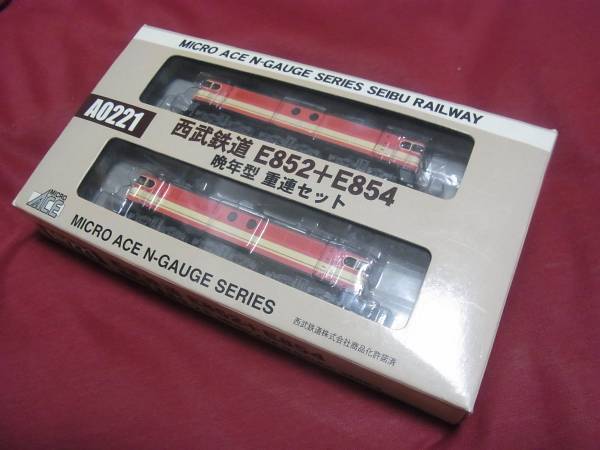 MICRO ACE N-GAUGE SERIES SEIBU RAILWAY
A0221
西武鉄道 E852+E854
晩年型 重連セット
MICRO
ACE
MICRO ACE N-GAUGE SERIES
西武鉄道株式会社商品化許諾済
E852+E854